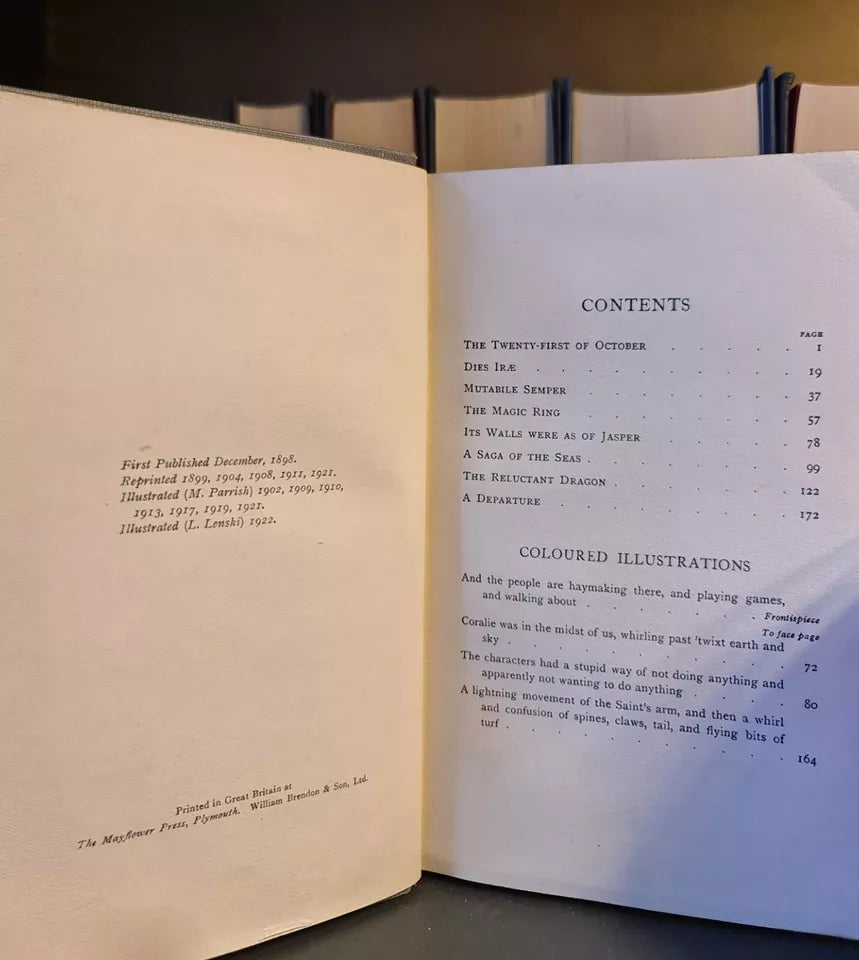 First Published December, 1898.
Reprinted 1899, 1904, 1908, 1911, 1921.
Illustrated (M. Parrish) 1902, 1909, 1910,
1913, 1917, 1919, 1921.
Illustrated (L. Lenski) 1922.
Printed in Great Britain at
The Mayflower Press, Plymouth. William Brendon & Son, Ltd.
CONTENTS
PAGE
THE TWENTY-FIRST OF OCTOBER . . . . . 1
DIES IRÆ . . . . . . 19
MUTABILE SEMPER . . . . . 37
THE MAGIC RING . . . . . 57
ITS WALLS WERE AS OF JASPER . . . . 78
A SAGA OF THE SEAS . . . . . 99
THE RELUCTANT DRAGON . . . . . 122
A DEPARTURE . . . . . 172
COLOURED ILLUSTRATIONS
And the people are haymaking there, and playing games,
and walking about . . . . . Frontispiece
To face page
Coralie was in the midst of us, whirling past 'twixt earth and
sky . . . . . . . 72
The characters had a stupid way of not doing anything and
apparently not wanting to do anything . . . . 80
A lightning movement of the Saint's arm, and then a whirl
and confusion of spines, claws, tail, and flying bits of
turf . . . . . . . 164